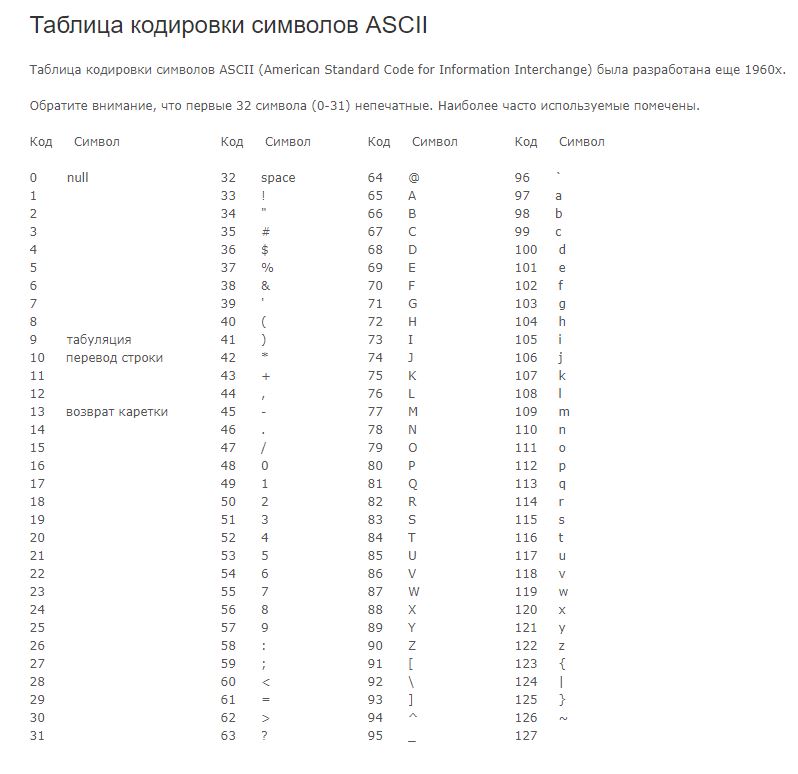 Таблица кодировки символов ASCII
Таблица кодировки символов ASCII (American Standard Code for Information Interchange) была разработана еще 1960х.
Обратите внимание, что первые 32 символа (0-31) непечатные. Наиболее часто используемые помечены.
Код Символ Код Символ Код Символ Код Символ
0 null 32 space 64 @ 96 `
1 33 ! 65 A 97 a
2 34 " 66 B 98 b
3 35 # 67 C 99 c
4 36 $ 68 D 100 d
5 37 % 69 E 101 e
6 38 & 70 F 102 f
7 39 ' 71 G 103 g
8 40 ( 72 H 104 h
9 табуляция 41 ) 73 I 105 i
10 перевод строки 42 * 74 J 106 j
11 43 + 75 K 107 k
12 44 , 76 L 108 l
13 возврат каретки 45 - 77 M 109 m
14 46 . 78 N 110 n
15 47 / 79 O 111 o
16 48 0 80 P 112 p
17 49 1 81 Q 113 q
18 50 2 82 R 114 r
19 51 3 83 S 115 s
20 52 4 84 T 116 t
21 53 5 85 U 117 u
22 54 6 86 V 118 v
23 55 7 87 W 119 w
24 56 8 88 X 120 x
25 57 9 89 Y 121 y
26 58 : 90 Z 122 z
27 59 ; 91 [ 123 {
28 60 < 92 \ 124 |
29 61 = 93 ] 125 }
30 62 > 94 ^ 126 ~
31 63 ? 95 _ 127